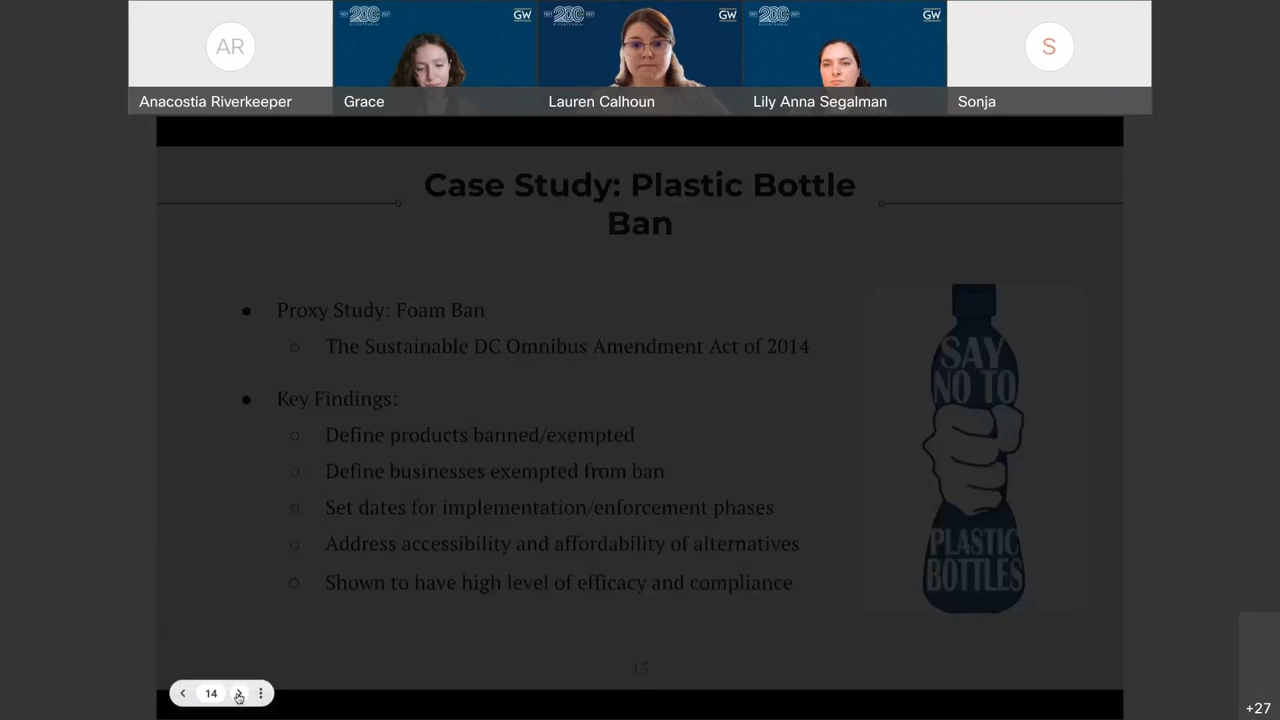 AR
Anacostia Riverkeeper
GW
Grace
GW
Lauren Calhoun
GW
Lily Anna Segalman
S
Sonja
Case Study: Plastic Bottle
Ban
● Proxy Study: Foam Ban
○ The Sustainable DC Omnibus Amendment Act of 2014
● Key Findings:
○ Define products banned/exempted
○ Define businesses exempted from ban
○ Set dates for implementation/enforcement phases
○ Address accessibility and affordability of alternatives
○ Shown to have high level of efficacy and compliance
SAY
NO TO
PLASTIC
BOTTLES
14
+27